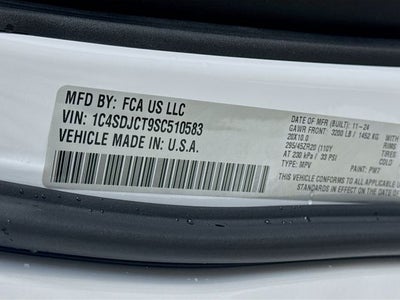 MFD BY: FCA US LLC
VIN: 1C4SDJCT9SC510583
VEHICLE MADE IN: U.S.A.
DATE OF MFR (BUILT): 11-24
GAWR FRONT: 3200 LB / 1452 KG
20X10.0 RIMS
295/45ZR20 (110Y) TIRES
AT 230 kPa / 33 PSI COLD
TYPE: MPV PAINT: PW7
THIS VEHICLE CONFORMS TO ALL
STANDARDS IN EFFECT ON THE DATE OF